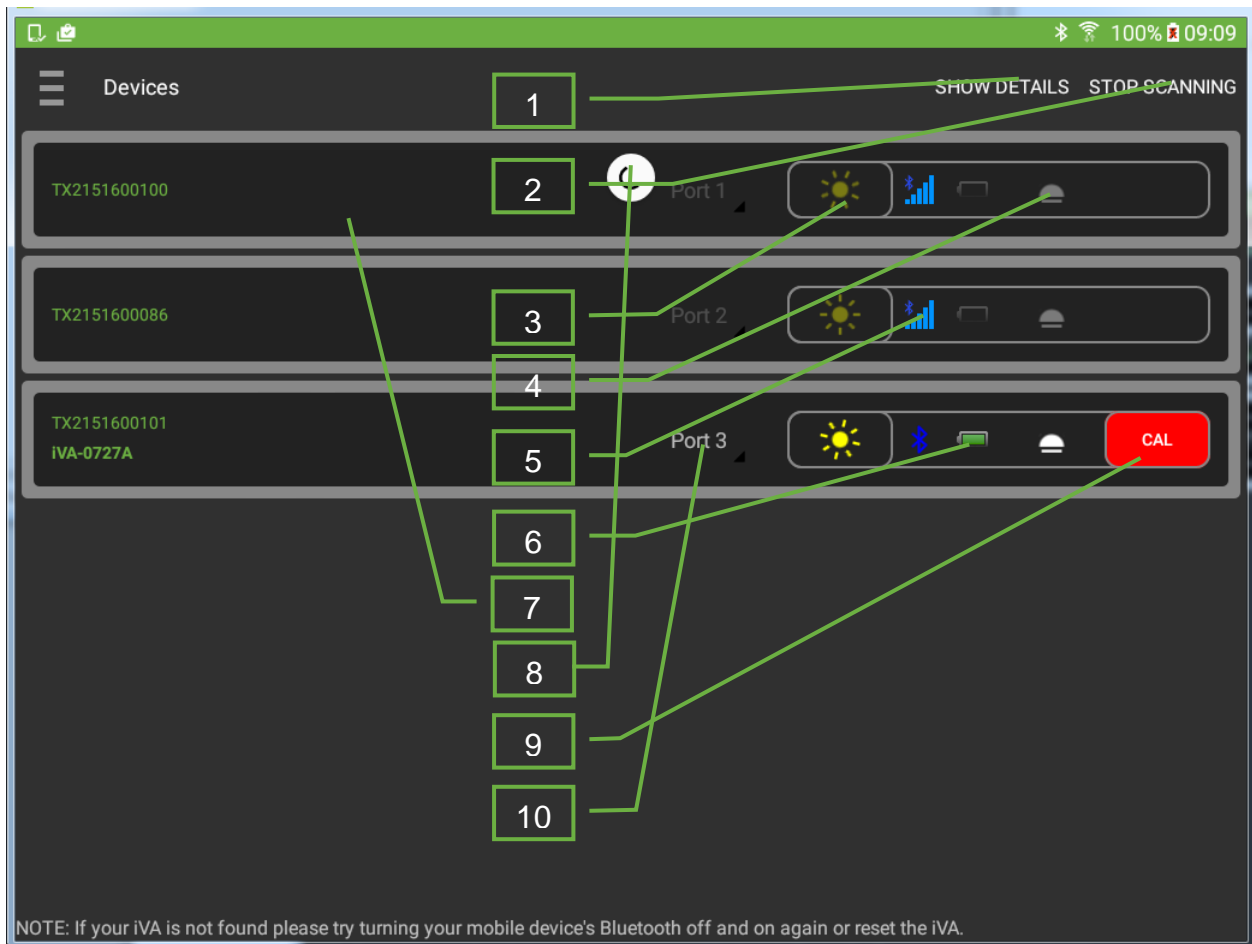 100% 09:09
Devices
SHOW DETAILS STOP SCANNING
1
TX2151600100
2
Port 1
TX2151600086
3
Port 2
4
TX2151600101
iVA-0727A
5
Port 3
CAL
6
7
8
9
10
NOTE: If your iVA is not found please try turning your mobile device's Bluetooth off and on again or reset the iVA.